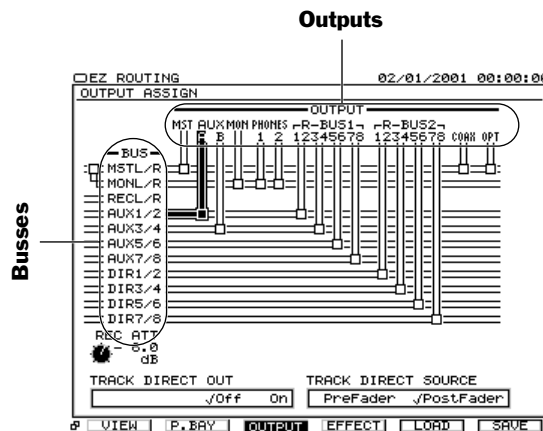 Outputs
EZ ROUTING 02/01/2001 00:00:00
OUTPUT ASSIGN
OUTPUT
MST AUX MON PHONES R-BUS1 R-BUS2
A B 1 2 12345678 12345678 COAX OPT
Busses
BUS
MSTL/R
MONL/R
RECL/R
AUX1/2
AUX3/4
AUX5/6
AUX7/8
DIR1/2
DIR3/4
DIR5/6
DIR7/8
REC ATT
- 6.0
dB
TRACK DIRECT OUT TRACK DIRECT SOURCE
√Off On PreFader √PostFader
VIEW P.BAY OUTPUT EFFECT LOAD SAVE